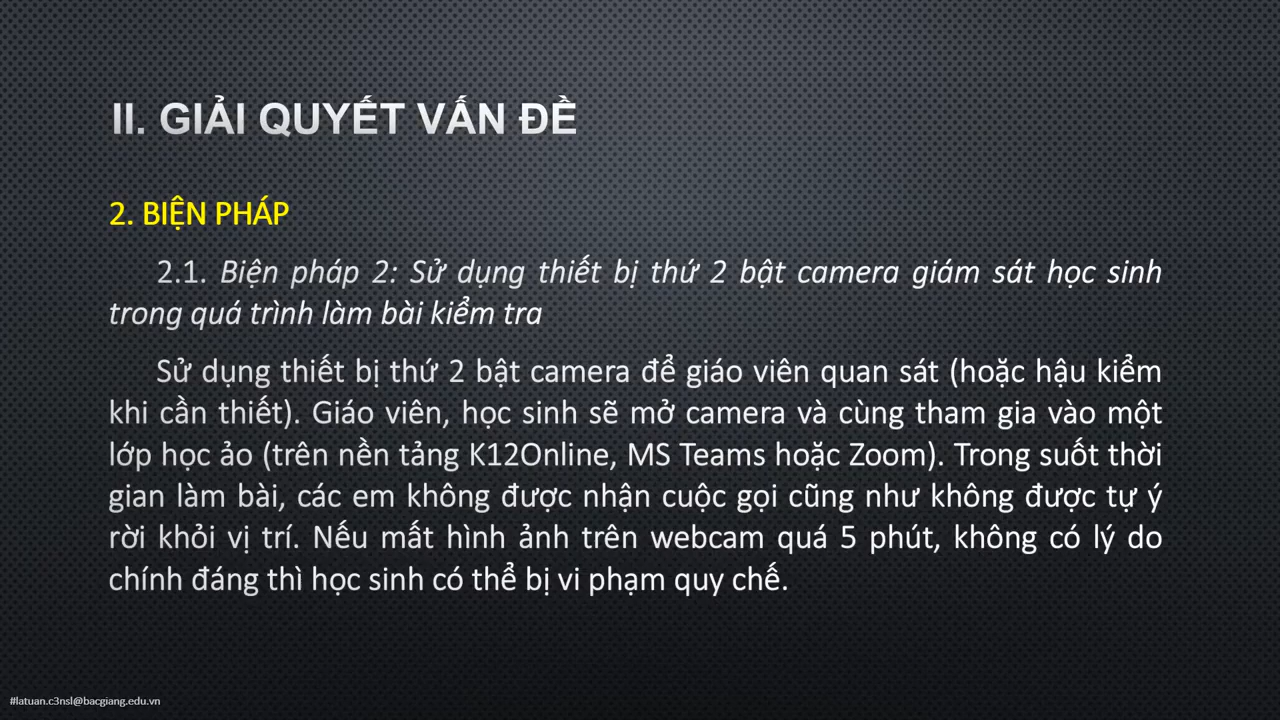 II. GIẢI QUYẾT VẤN ĐỀ
2. BIỆN PHÁP
2.1. Biện pháp 2: Sử dụng thiết bị thứ 2 bật camera giám sát học sinh
trong quá trình làm bài kiểm tra
Sử dụng thiết bị thứ 2 bật camera để giáo viên quan sát (hoặc hậu kiểm
khi cần thiết). Giáo viên, học sinh sẽ mở camera và cùng tham gia vào một
lớp học ảo (trên nền tảng K12Online, MS Teams hoặc Zoom). Trong suốt thời
gian làm bài, các em không được nhận cuộc gọi cũng như không được tự ý
rời khỏi vị trí. Nếu mất hình ảnh trên webcam quá 5 phút, không có lý do
chính đáng thì học sinh có thể bị vi phạm quy chế.
#latuan.c3nsl@bacgiang.edu.vn